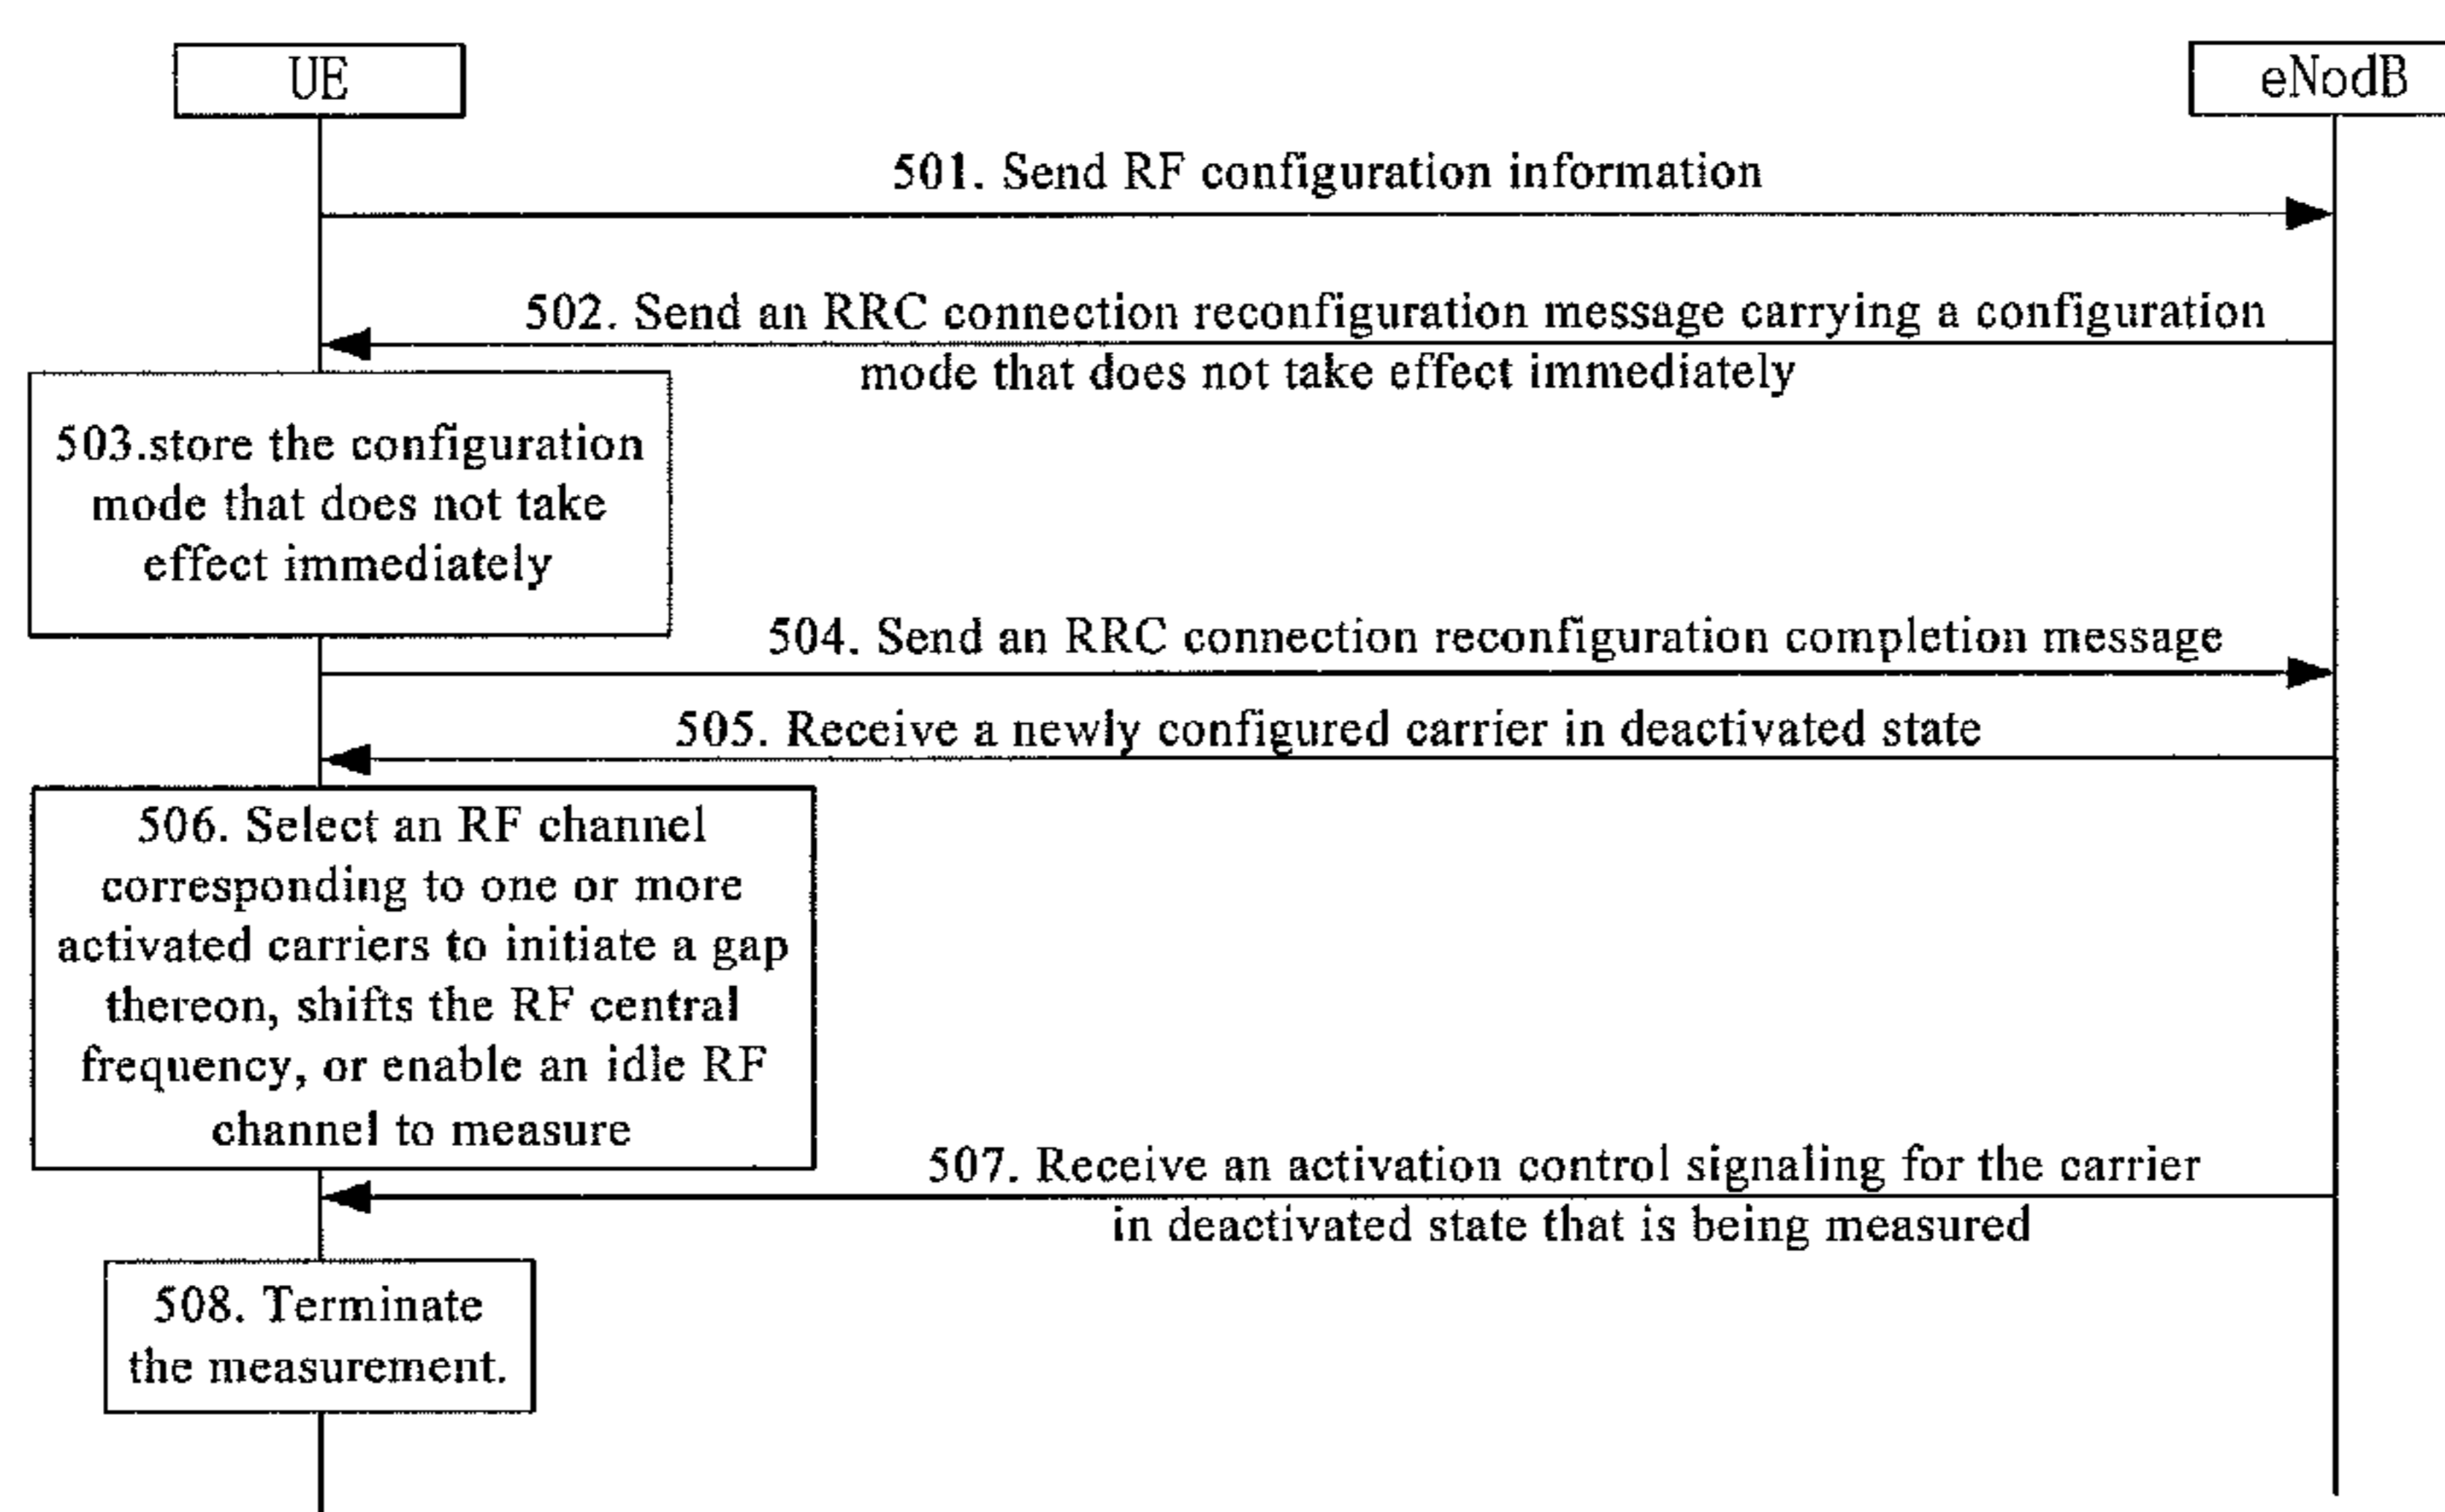 UE
eNodB
501. Send RF configuration information
502. Send an RRC connection reconfiguration message carrying a configuration
mode that does not take effect immediately
503.store the configuration
mode that does not take
effect immediately
504. Send an RRC connection reconfiguration completion message
505. Receive a newly configured carrier in deactivated state
506. Select an RF channel
corresponding to one or more
activated carriers to initiate a gap
thereon, shifts the RF central
frequency, or enable an idle RF
channel to measure
507. Receive an activation control signaling for the carrier
in deactivated state that is being measured
508. Terminate
the measurement.